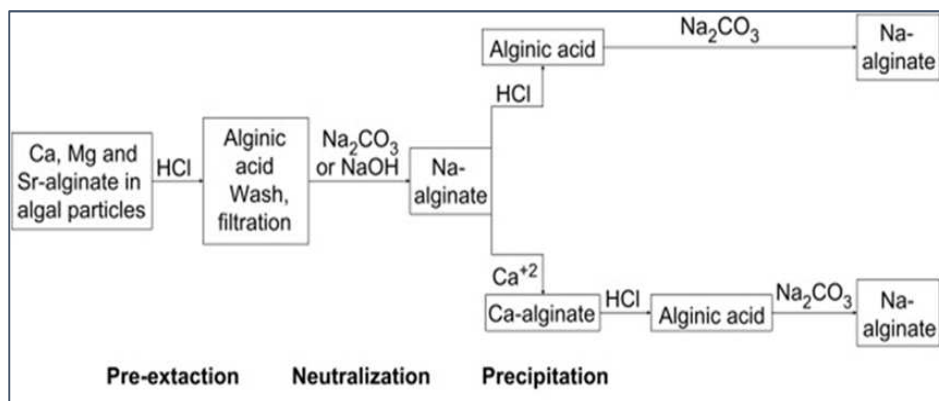 Ca, Mg and
Sr-alginate in
algal particles
HCl
Alginic
acid
Wash,
filtration
Na₂CO₃
or NaOH
Na-
alginate
HCl
Alginic acid
Na₂CO₃
Na-
alginate
Ca⁺²
Ca-alginate
HCl
Alginic acid
Na₂CO₃
Na-
alginate
Pre-extaction
Neutralization
Precipitation